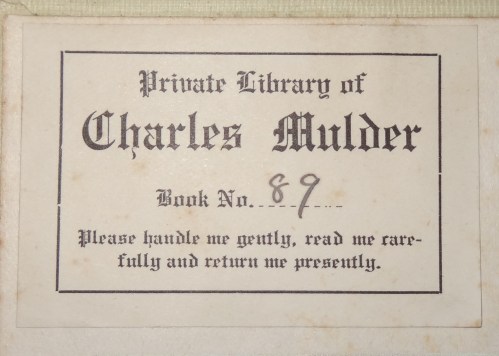 Private Library of
Charles Mulder
Book No. 89
Please handle me gently, read me care-
fully and return me presently.